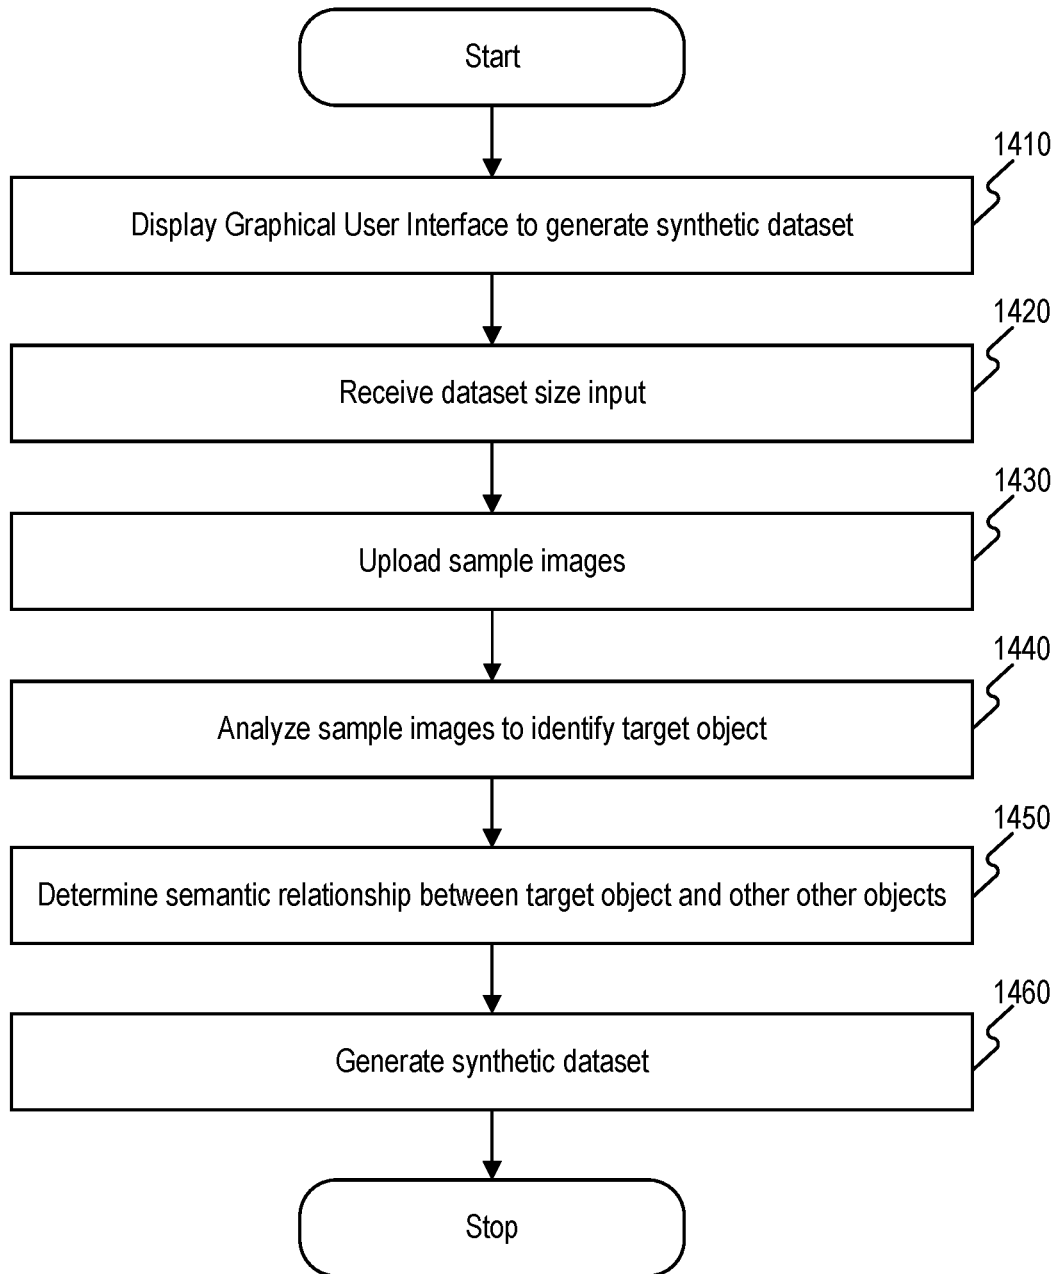 Start
1410
Display Graphical User Interface to generate synthetic dataset
1420
Receive dataset size input
1430
Upload sample images
1440
Analyze sample images to identify target object
1450
Determine semantic relationship between target object and other other objects
1460
Generate synthetic dataset
Stop